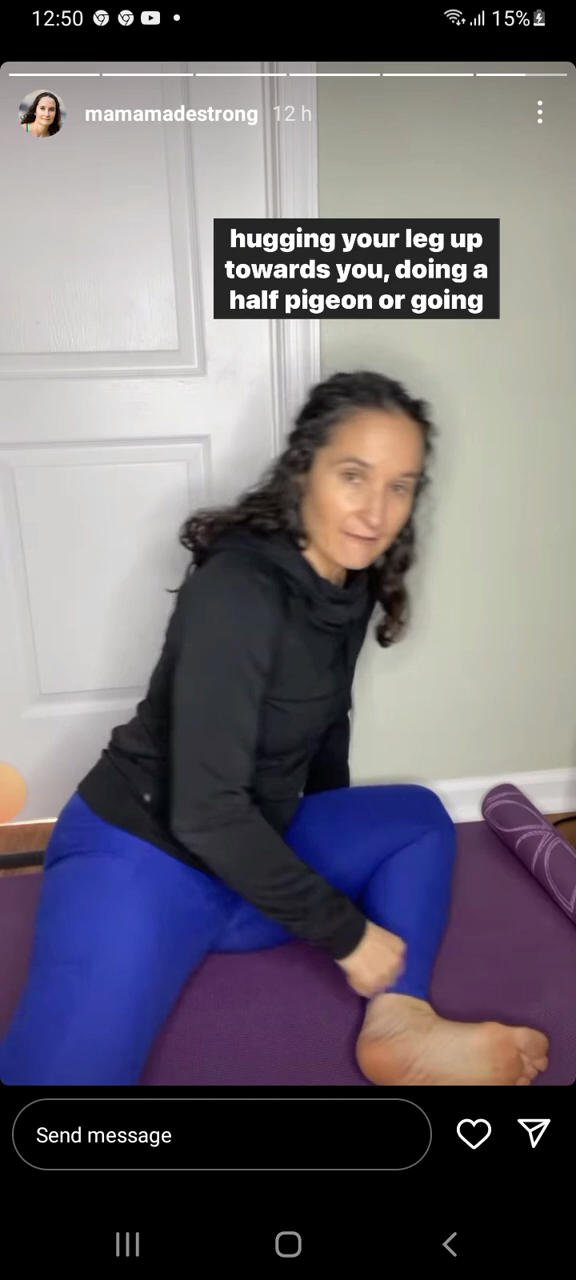 12:50 15%
mamamadestrong 12 h
hugging your leg up
towards you, doing a
half pigeon or going
Send message